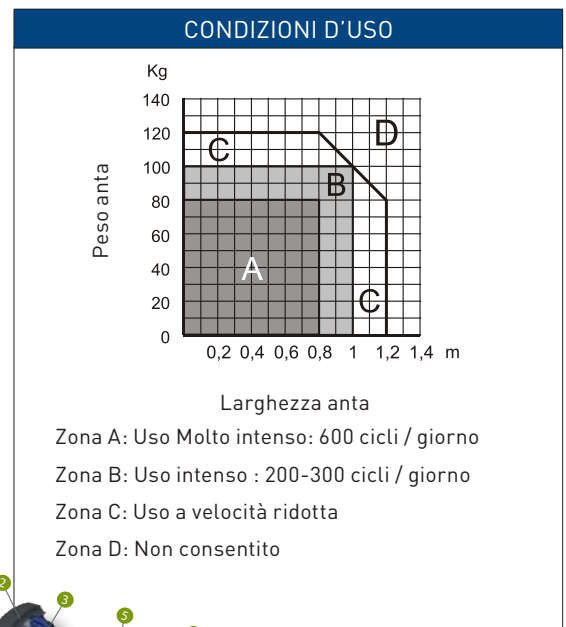 CONDIZIONI D'USO
Kg
140
120
100
80
60
40
20
0
Peso anta
C
D
B
A
C
0,2 0,4 0,6 0,8 1 1,2 1,4 m
Larghezza anta
Zona A: Uso Molto intenso: 600 cicli / giorno
Zona B: Uso intenso : 200-300 cicli / giorno
Zona C: Uso a velocità ridotta
Zona D: Non consentito
2
3
5